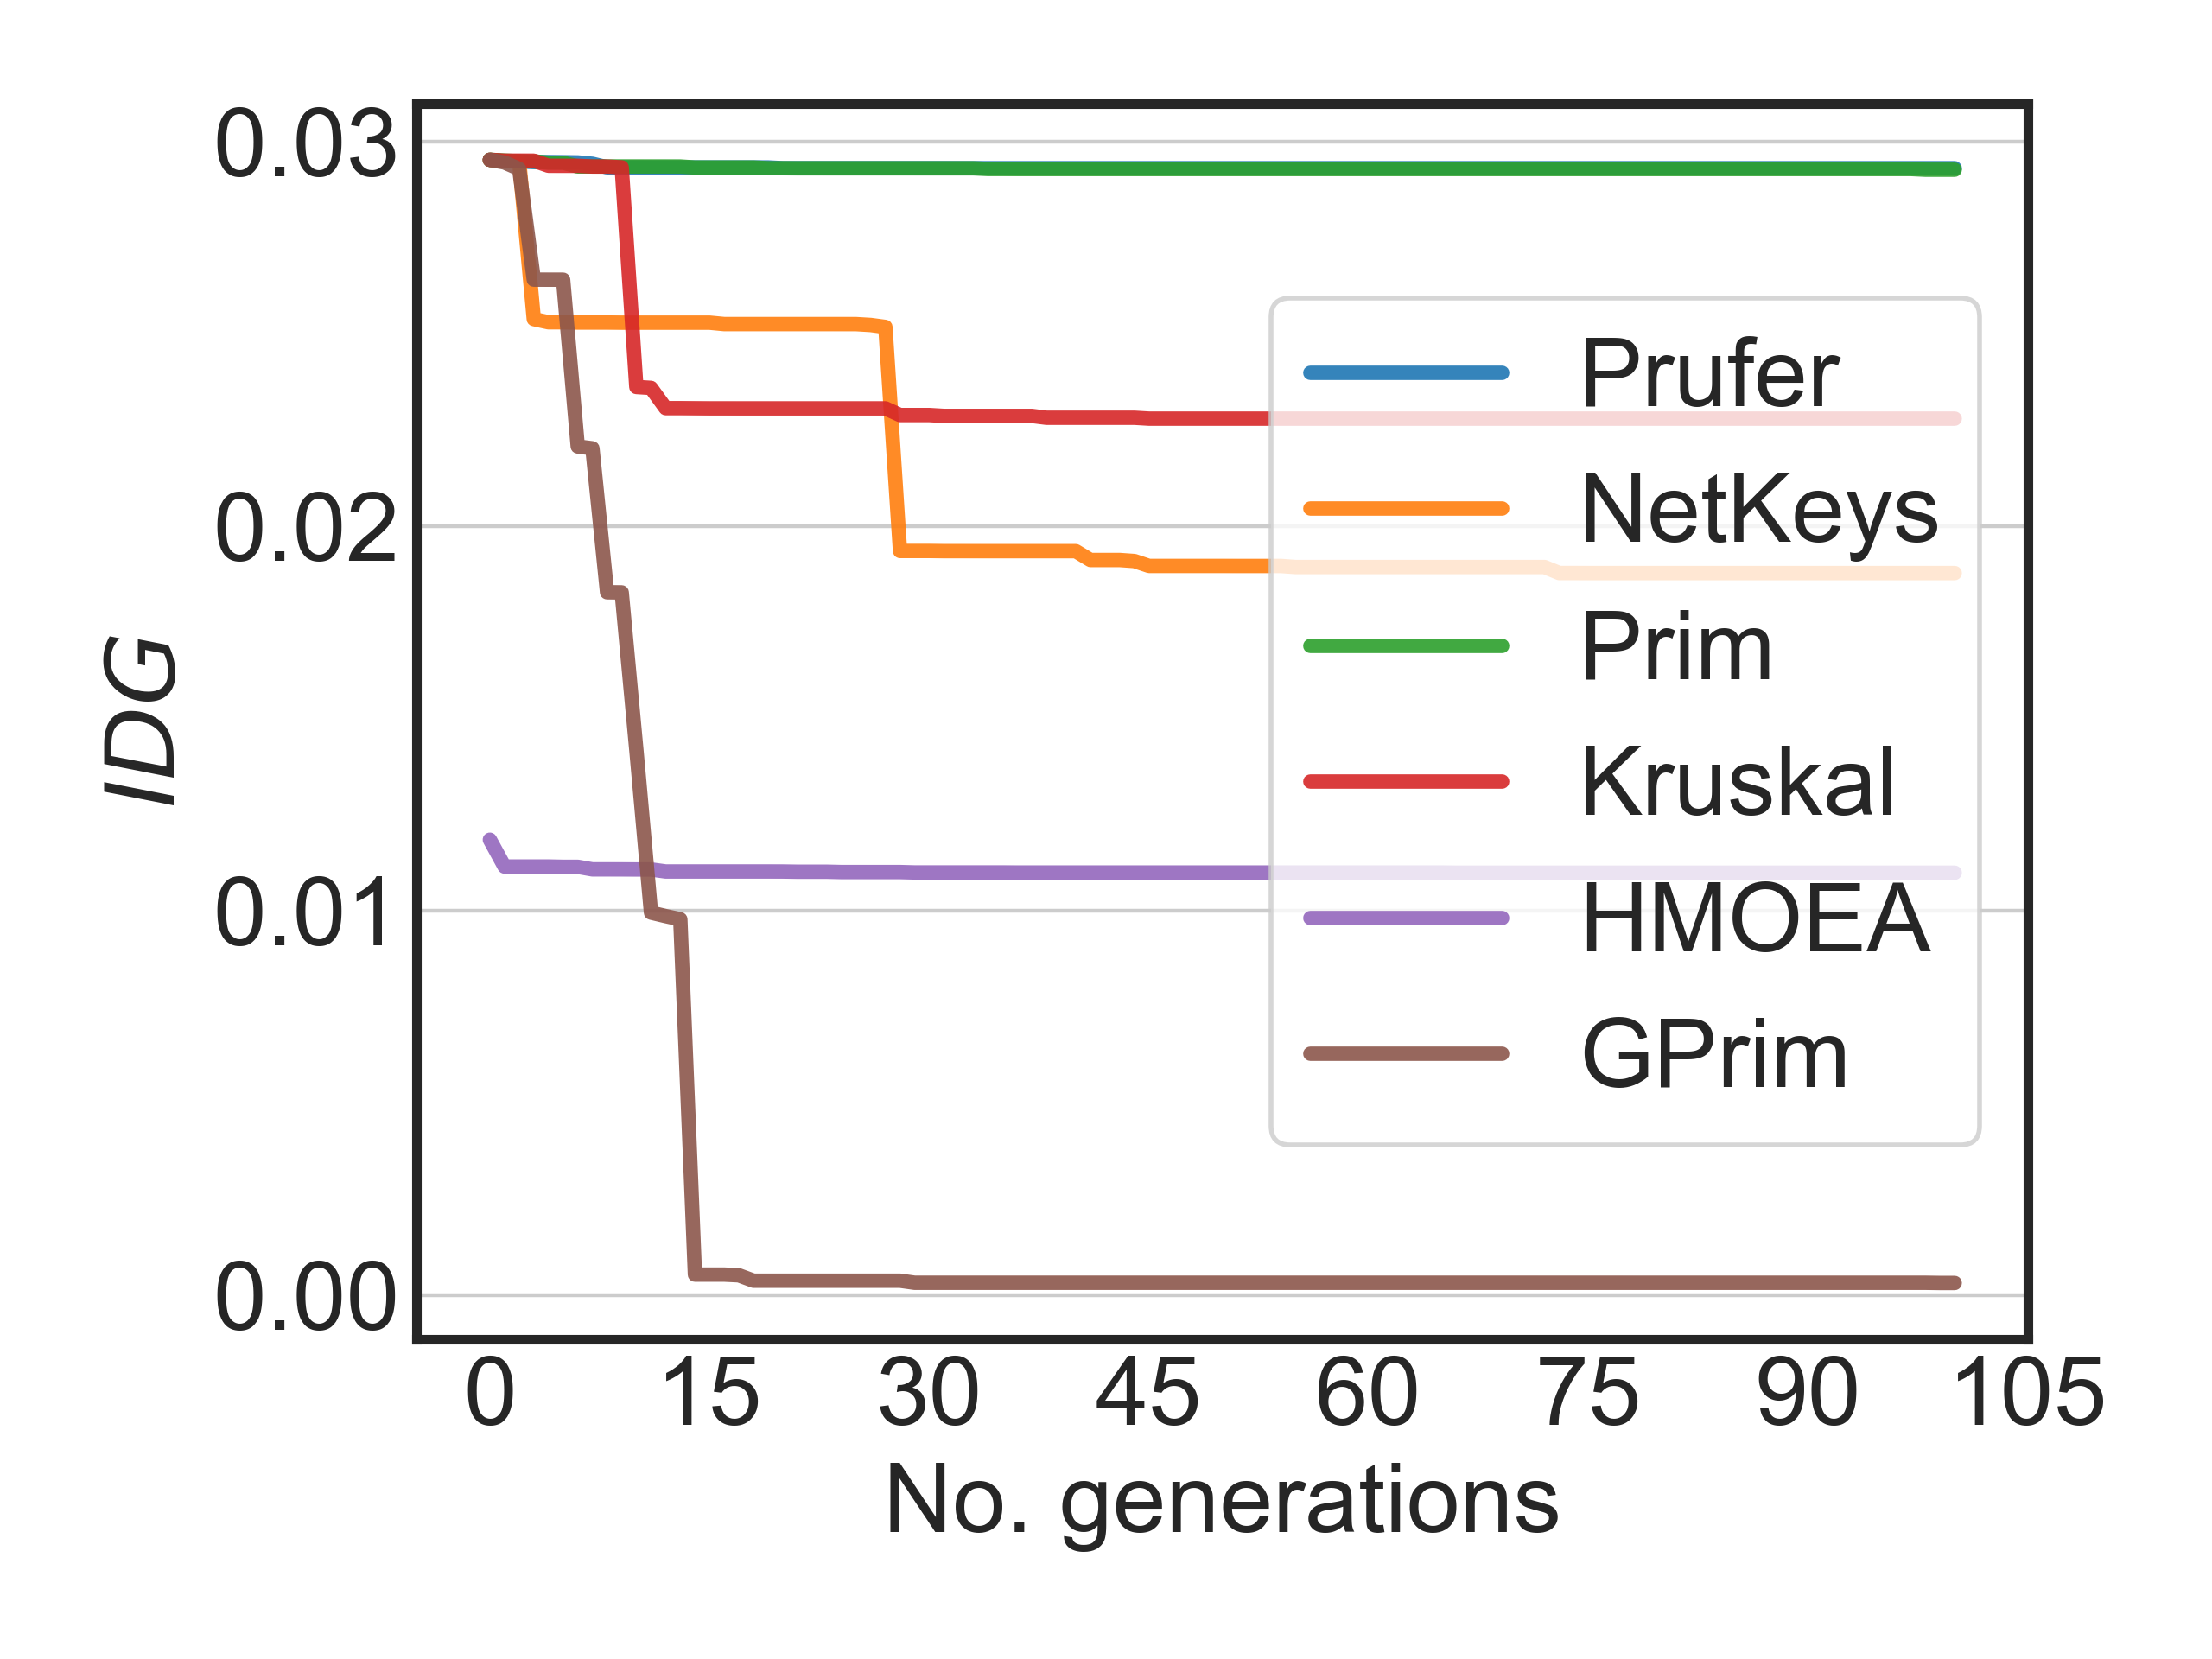 0.03
0.02
0.01
0.00
IDG
0 15 30 45 60 75 90 105
No. generations
Prufer
NetKeys
Prim
Kruskal
HMOEA
GPrim